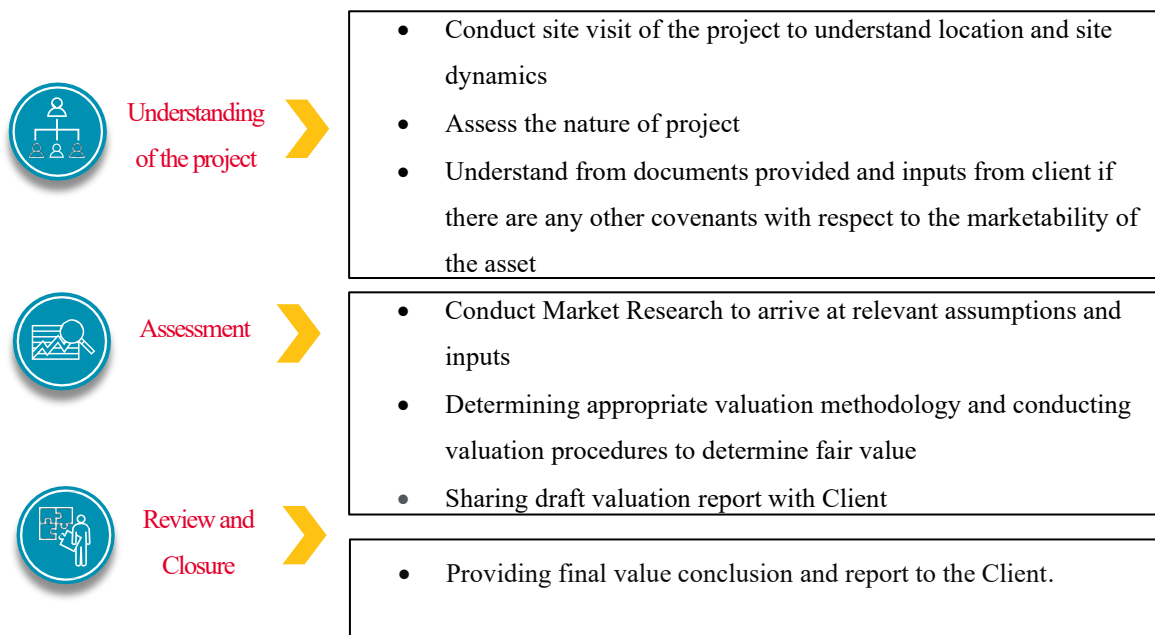 Understanding
of the project
• Conduct site visit of the project to understand location and site
dynamics
• Assess the nature of project
• Understand from documents provided and inputs from client if
there are any other covenants with respect to the marketability of
the asset
Assessment
• Conduct Market Research to arrive at relevant assumptions and
inputs
• Determining appropriate valuation methodology and conducting
valuation procedures to determine fair value
• Sharing draft valuation report with Client
Review and
Closure
• Providing final value conclusion and report to the Client.